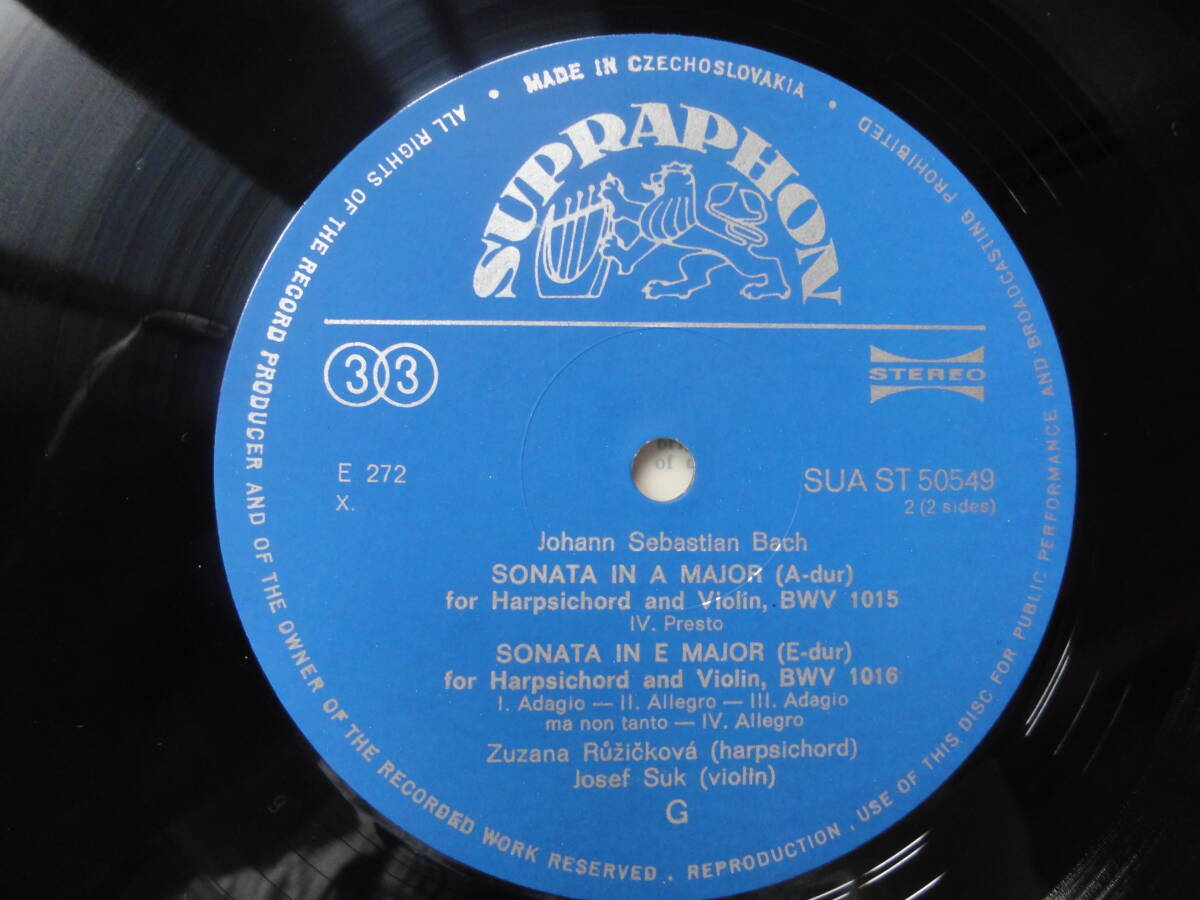 ALL RIGHTS OF THE RECORD PRODUCER AND OF THE OWNER OF THE RECORDED WORK RESERVED. REPRODUCTION, USE OF THIS DISC FOR PUBLIC PERFORMANCE AND BROADCASTING PROHIBITED
• MADE IN CZECHOSLOVAKIA •
SUPRAPHON
33
STEREO
E 272
X.
SUA ST 50549
2 (2 sides)
Johann Sebastian Bach
SONATA IN A MAJOR (A-dur)
for Harpsichord and Violin, BWV 1015
IV. Presto
SONATA IN E MAJOR (E-dur)
for Harpsichord and Violin, BWV 1016
I. Adagio — II. Allegro — III. Adagio
ma non tanto — IV. Allegro
Zuzana Růžičková (harpsichord)
Josef Suk (violin)
G